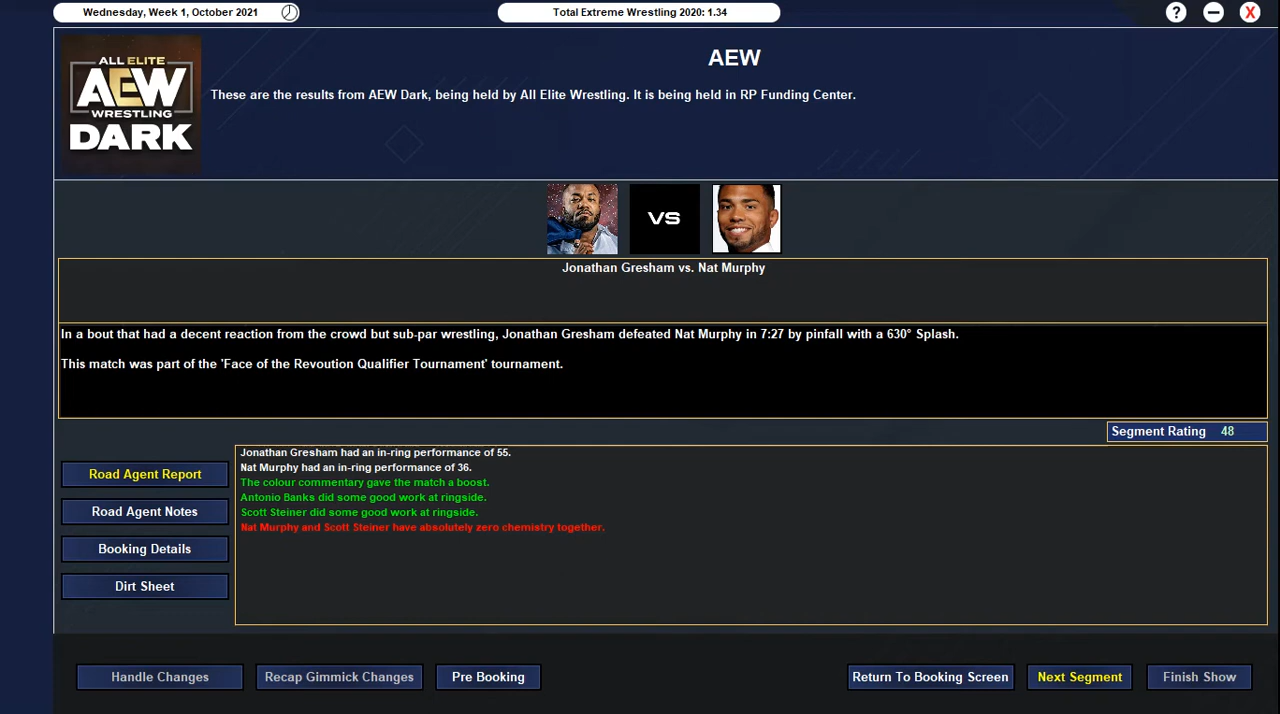 Wednesday, Week 1, October 2021
Total Extreme Wrestling 2020: 1.34
?
X
ALL ELITE
AEW
WRESTLING
DARK
AEW
These are the results from AEW Dark, being held by All Elite Wrestling. It is being held in RP Funding Center.
VS
Jonathan Gresham vs. Nat Murphy
In a bout that had a decent reaction from the crowd but sub-par wrestling, Jonathan Gresham defeated Nat Murphy in 7:27 by pinfall with a 630° Splash.
This match was part of the 'Face of the Revoution Qualifier Tournament' tournament.
Segment Rating 48
Road Agent Report
Road Agent Notes
Booking Details
Dirt Sheet
Jonathan Gresham had an in-ring performance of 55.
Nat Murphy had an in-ring performance of 36.
The colour commentary gave the match a boost.
Antonio Banks did some good work at ringside.
Scott Steiner did some good work at ringside.
Nat Murphy and Scott Steiner have absolutely zero chemistry together.
Handle Changes
Recap Gimmick Changes
Pre Booking
Return To Booking Screen
Next Segment
Finish Show